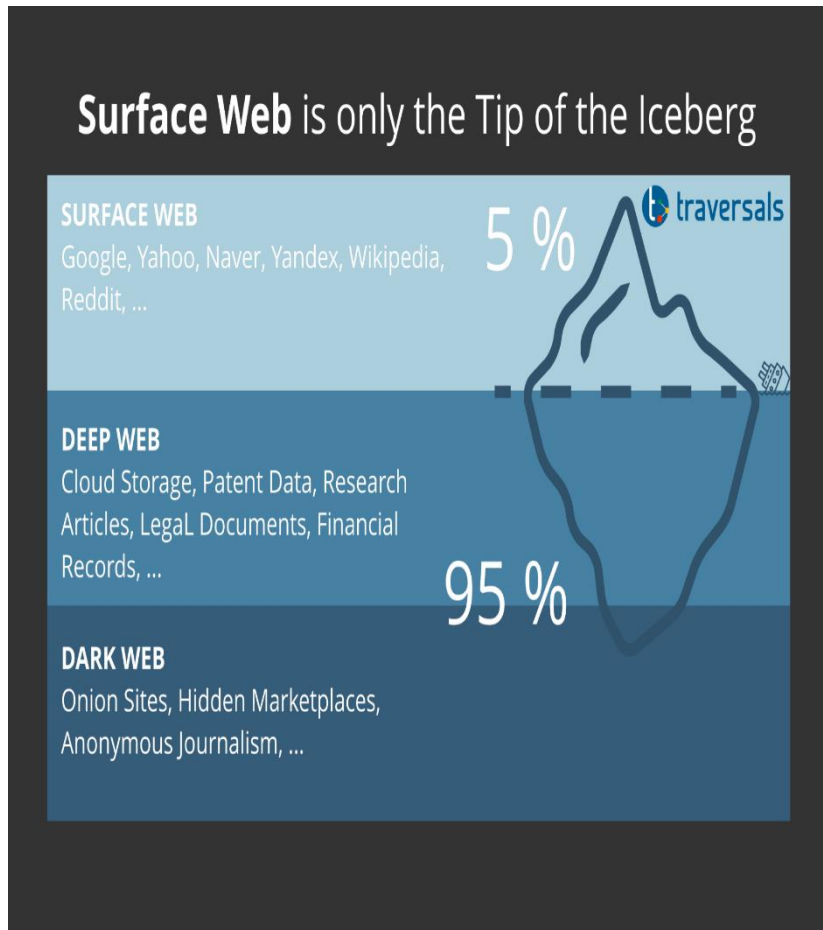 Surface Web is only the Tip of the Iceberg
traversals
SURFACE WEB
5 %
Google, Yahoo, Naver, Yandex, Wikipedia,
Reddit, ...
DEEP WEB
Cloud Storage, Patent Data, Research
Articles, LegaL Documents, Financial
Records, ...
95 %
DARK WEB
Onion Sites, Hidden Marketplaces,
Anonymous Journalism, ...